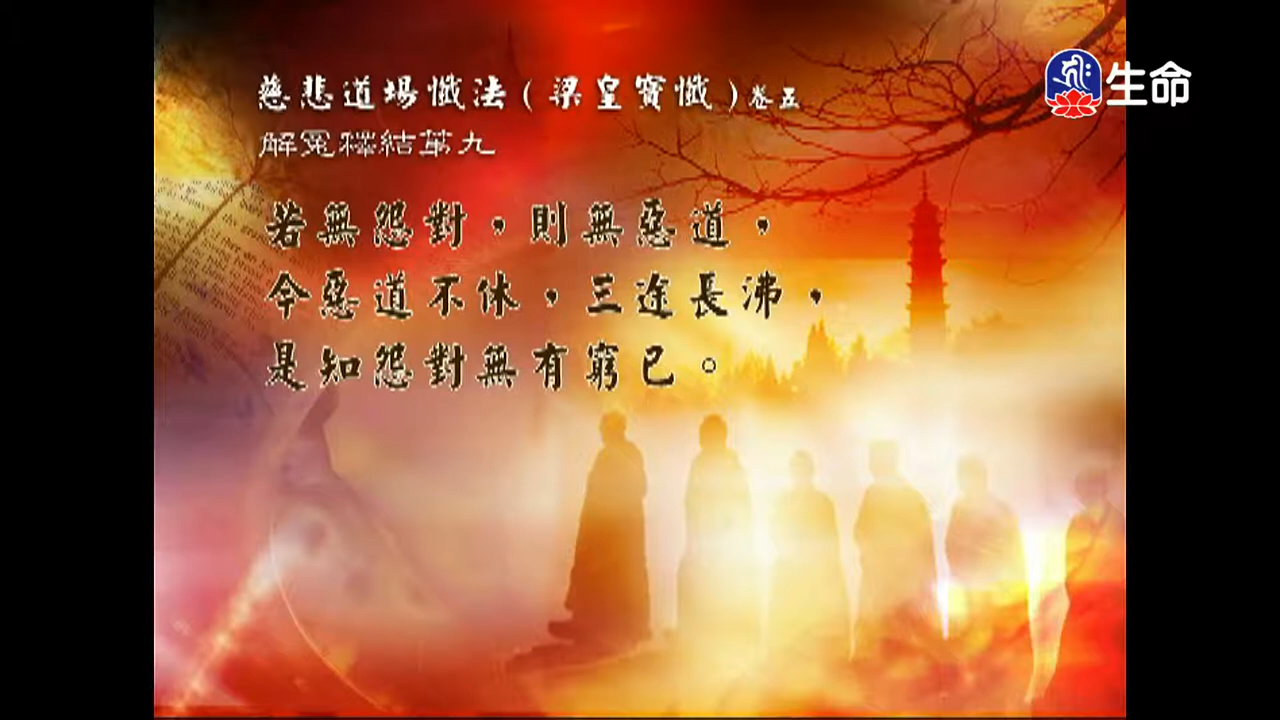 慈悲道場懺法(梁皇寶懺)卷五
解冤釋結第九
生命
若無怨對,則無惡道,
今惡道不休,三途長沸,
是知怨對無有窮已。